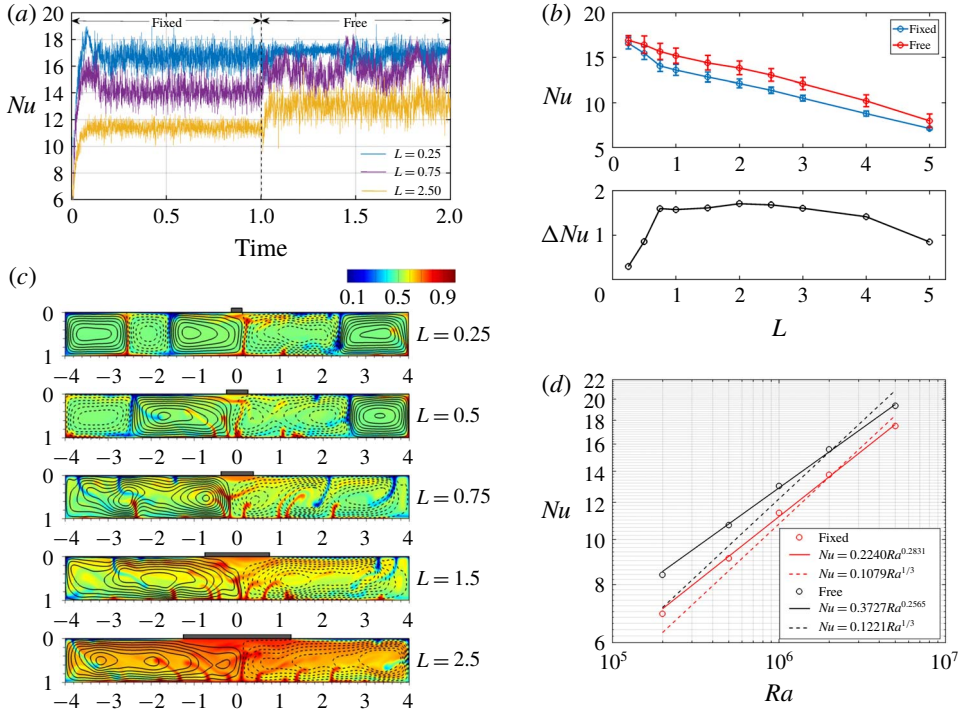 (a)
Fixed
Free
20
18
16
Nu 14
12
10
8
6
L = 0.25
L = 0.75
L = 2.50
0 0.5 1.0 1.5 2.0
Time
(b)
20
15
Nu
10
5
Fixed
Free
0 1 2 3 4 5
2
ΔNu 1
0 1 2 3 4 5
L
(c)
0.1 0.5 0.9
0
1
L = 0.25
−4 −3 −2 −1 0 1 2 3 4
0
1
L = 0.5
−4 −3 −2 −1 0 1 2 3 4
0
1
L = 0.75
−4 −3 −2 −1 0 1 2 3 4
0
1
L = 1.5
−4 −3 −2 −1 0 1 2 3 4
0
1
L = 2.5
−4 −3 −2 −1 0 1 2 3 4
(d)
22
20
18
16
14
Nu 12
10
8
6
Fixed
Nu = 0.2240Ra^0.2831
Nu = 0.1079Ra^1/3
Free
Nu = 0.3727Ra^0.2565
Nu = 0.1221Ra^1/3
10^5 10^6 10^7
Ra